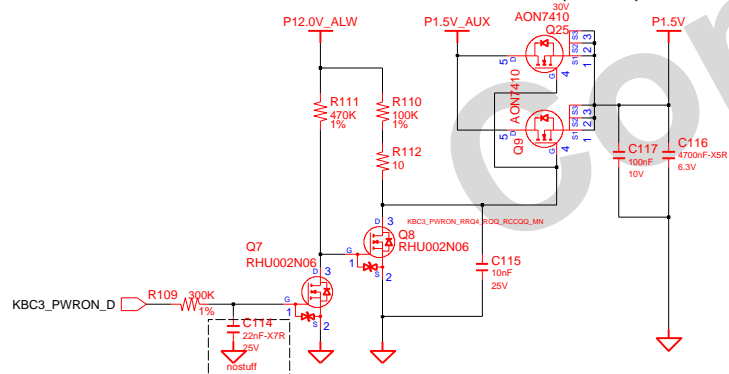 30V
P12.0V_ALW
P1.5V_AUX
AON7410
P1.5V
Q25
D
5
G
4
S3
S2
S1
3
2
1
R111
470K
1%
R110
100K
1%
AON7410
R112
10
Q9
D
5
G
4
S3
S2
S1
3
2
1
C117
100nF
10V
C116
4700nF-X5R
6.3V
KBC3_PWRON_RRQ4_RQQ_RCCQQ_MN
D
3
Q8
RHU002N06
G
1
S
2
Q7
RHU002N06
D
3
G
1
S
2
C115
10nF
25V
KBC3_PWRON_D
R109
300K
1%
C114
22nF-X7R
25V
nostuff
Con